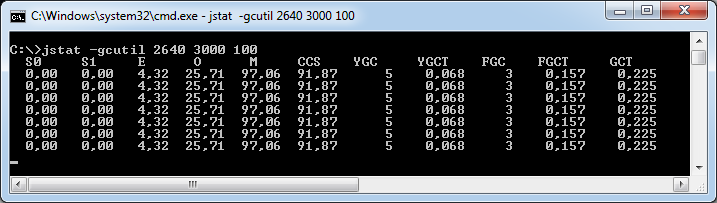 C:\Windows\system32\cmd.exe - jstat -gcutil 2640 3000 100
C:\>jstat -gcutil 2640 3000 100
S0 S1 E O M CCS YGC YGCT FGC FGCT GCT
0,00 0,00 4,32 25,71 97,06 91,87 5 0,068 3 0,157 0,225
0,00 0,00 4,32 25,71 97,06 91,87 5 0,068 3 0,157 0,225
0,00 0,00 4,32 25,71 97,06 91,87 5 0,068 3 0,157 0,225
0,00 0,00 4,32 25,71 97,06 91,87 5 0,068 3 0,157 0,225
0,00 0,00 4,32 25,71 97,06 91,87 5 0,068 3 0,157 0,225
0,00 0,00 4,32 25,71 97,06 91,87 5 0,068 3 0,157 0,225
0,00 0,00 4,32 25,71 97,06 91,87 5 0,068 3 0,157 0,225